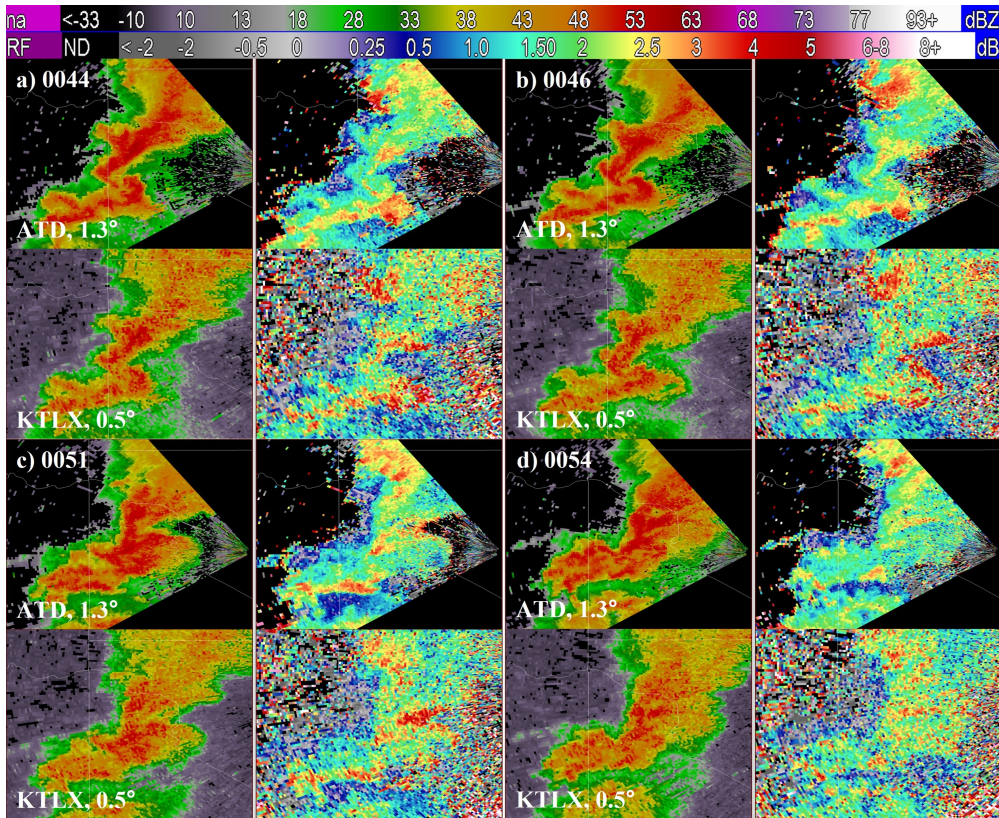 na <-33 -10 10 13 18 28 33 38 43 48 53 63 68 73 77 93+ dBZ
RF ND < -2 -2 -0.5 0 0.25 0.5 1.0 1.50 2 2.5 3 4 5 6-8 8+ dB
a) 0044 b) 0046
ATD, 1.3° ATD, 1.3°
KTLX, 0.5° KTLX, 0.5°
c) 0051 d) 0054
ATD, 1.3° ATD, 1.3°
KTLX, 0.5° KTLX, 0.5°